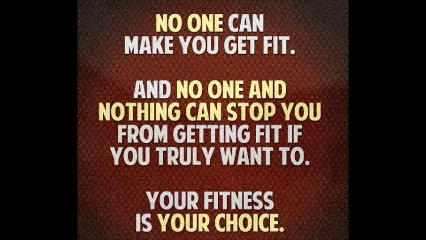 NO ONE CAN
MAKE YOU GET FIT.
AND NO ONE AND
NOTHING CAN STOP YOU
FROM GETTING FIT IF
YOU TRULY WANT TO.
YOUR FITNESS
IS YOUR CHOICE.